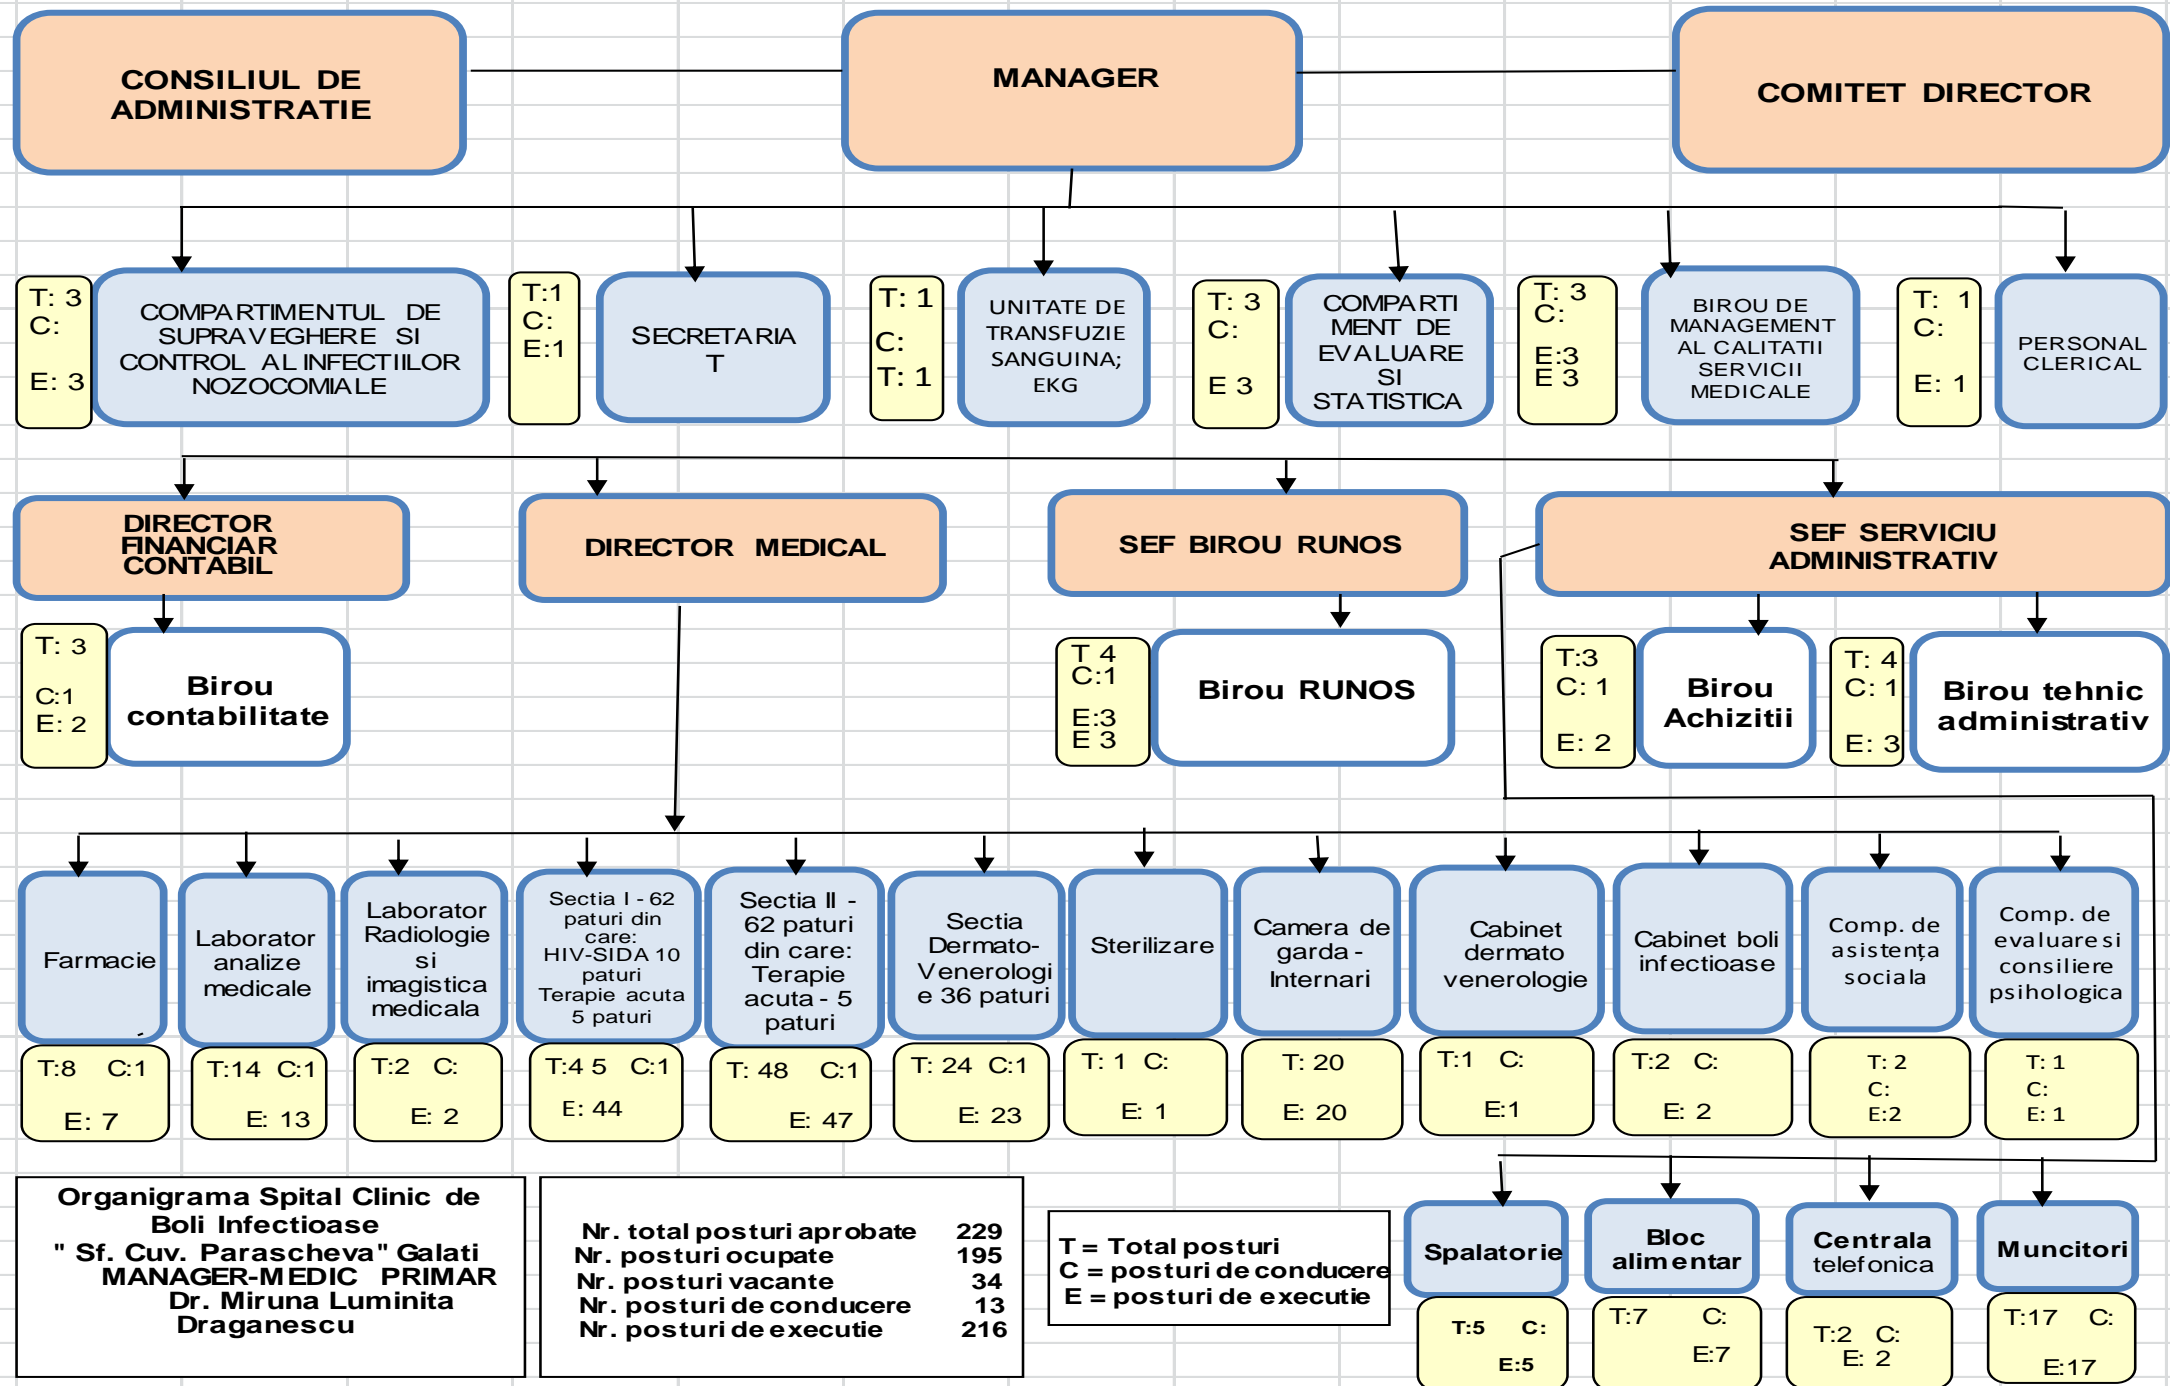 CONSILIUL DE
ADMINISTRATIE
MANAGER
COMITET DIRECTOR
T: 3
C:
E: 3
COMPARTIMENTUL DE
SUPRAVEGHERE SI
CONTROL AL INFECTIILOR
NOZOCOMIALE
T:1
C:
E:1
SECRETARIA
T
T: 1
C:
T: 1
UNITATE DE
TRANSFUZIE
SANGUINA;
EKG
T: 3
C:
E 3
COMPARTI
MENT DE
EVALUARE
SI
STATISTICA
T: 3
C:
E:3
E 3
BIROU DE
MANAGEMENT
AL CALITATII
SERVICII
MEDICALE
T: 1
C:
E: 1
PERSONAL
CLERICAL
DIRECTOR
FINANCIAR
CONTABIL
DIRECTOR MEDICAL
SEF BIROU RUNOS
SEF SERVICIU
ADMINISTRATIV
T: 3
C:1
E: 2
Birou
contabilitate
T 4
C:1
E:3
E 3
Birou RUNOS
T:3
C: 1
E: 2
Birou
Achizitii
T: 4
C: 1
E: 3
Birou tehnic
administrativ
Farmacie
Laborator
analize
medicale
Laborator
Radiologie
si
imagistica
medicala
Sectia I - 62
paturi din
care:
HIV-SIDA 10
paturi
Terapie acuta
5 paturi
Sectia II -
62 paturi
din care:
Terapie
acuta - 5
paturi
Sectia
Dermato-
Venerologi
e 36 paturi
Sterilizare
Camera de
garda -
Internari
Cabinet
dermato
venerologie
Cabinet boli
infectioase
Comp. de
asistența
sociala
Comp. de
evaluare si
consiliere
psihologica
T:8 C:1
E: 7
T:14 C:1
E: 13
T:2 C:
E: 2
T:4 5 C:1
E: 44
T: 48 C:1
E: 47
T: 24 C:1
E: 23
T: 1 C:
E: 1
T: 20
E: 20
T:1 C:
E:1
T:2 C:
E: 2
T: 2
C:
E:2
T: 1
C:
E: 1
Organigrama Spital Clinic de
Boli Infectioase
" Sf. Cuv. Parascheva" Galati
MANAGER-MEDIC PRIMAR
Dr. Miruna Luminita
Draganescu
Nr. total posturi aprobate 229
Nr. posturi ocupate 195
Nr. posturi vacante 34
Nr. posturi de conducere 13
Nr. posturi de executie 216
T = Total posturi
C = posturi de conducere
E = posturi de executie
Spalatorie
Bloc
alimentar
Centrala
telefonica
Muncitori
T:5 C:
E:5
T:7 C:
E:7
T:2 C:
E: 2
T:17 C:
E:17